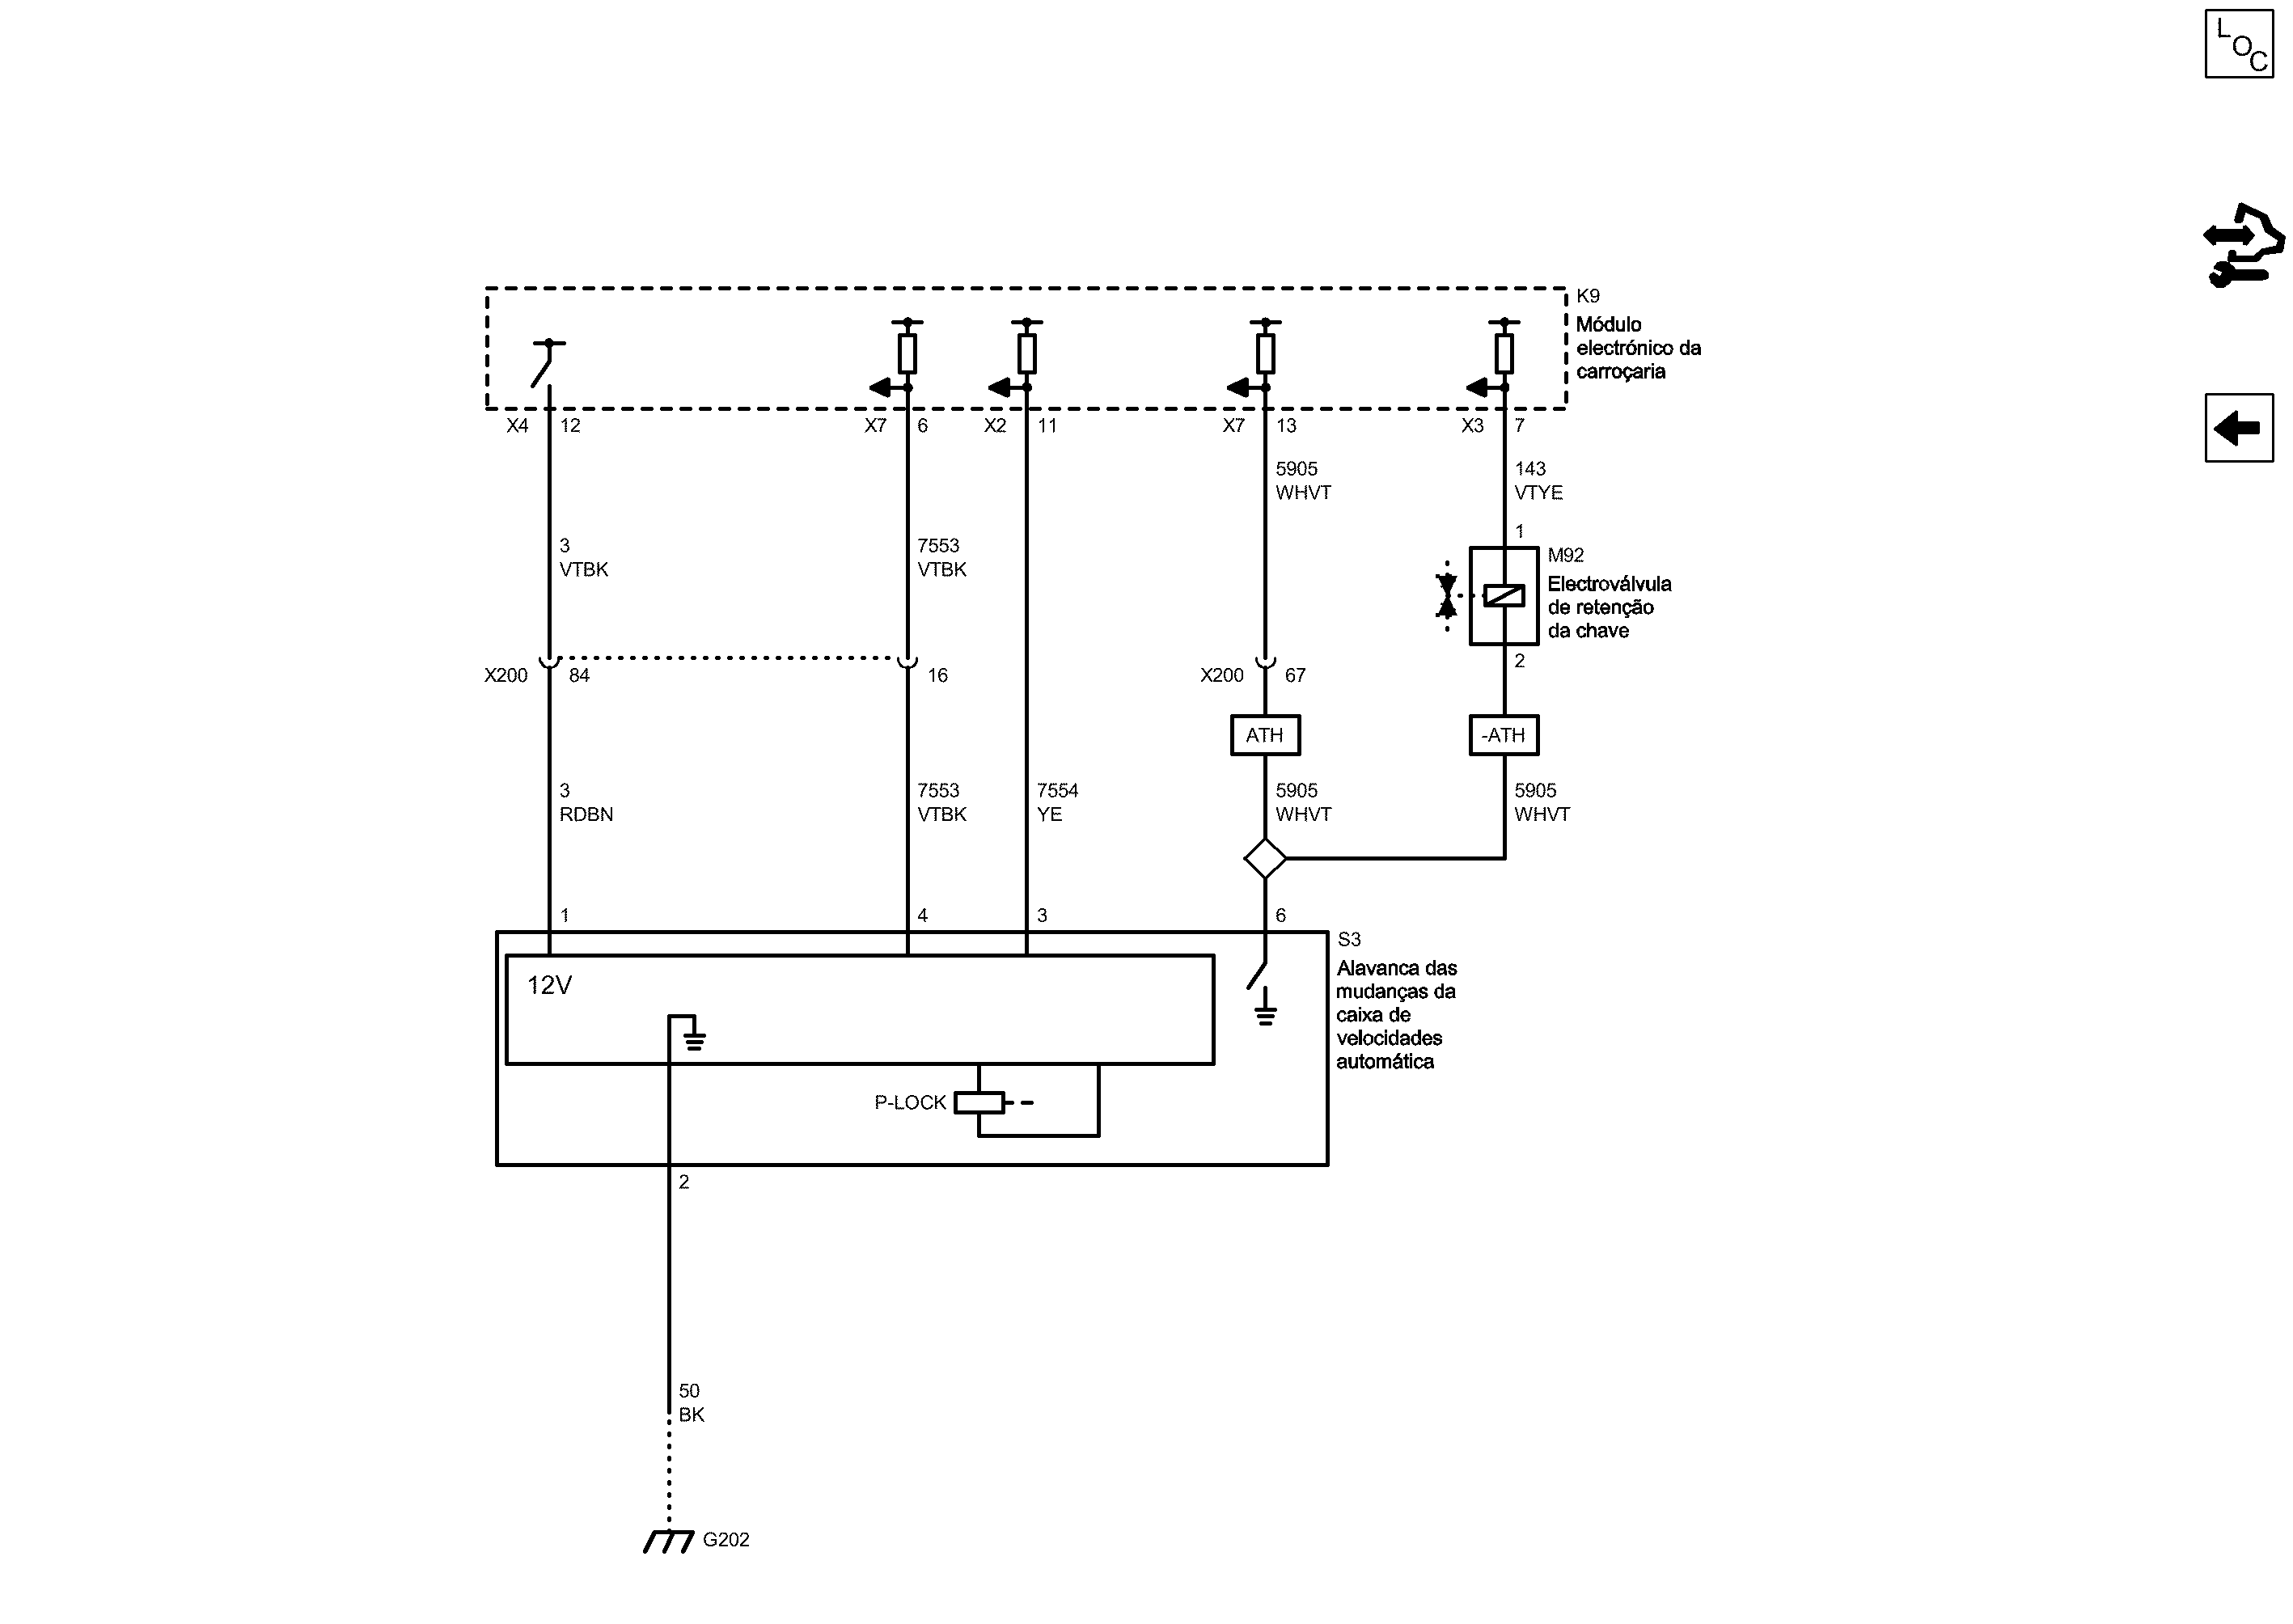 LOC
K9
Módulo
electrónico da
carroçaria
X4 12
X7 6
X2 11
X7 13
X3 7
5905
WHVT
143
VTYE
1
3
VTBK
7553
VTBK
M92
Electroválvula
de retenção
da chave
2
X200 84
16
X200 67
ATH
-ATH
3
RDBN
7553
VTBK
7554
YE
5905
WHVT
5905
WHVT
1
4
3
6
S3
Alavanca das
mudanças da
caixa de
velocidades
automática
12V
P-LOCK
2
50
BK
G202